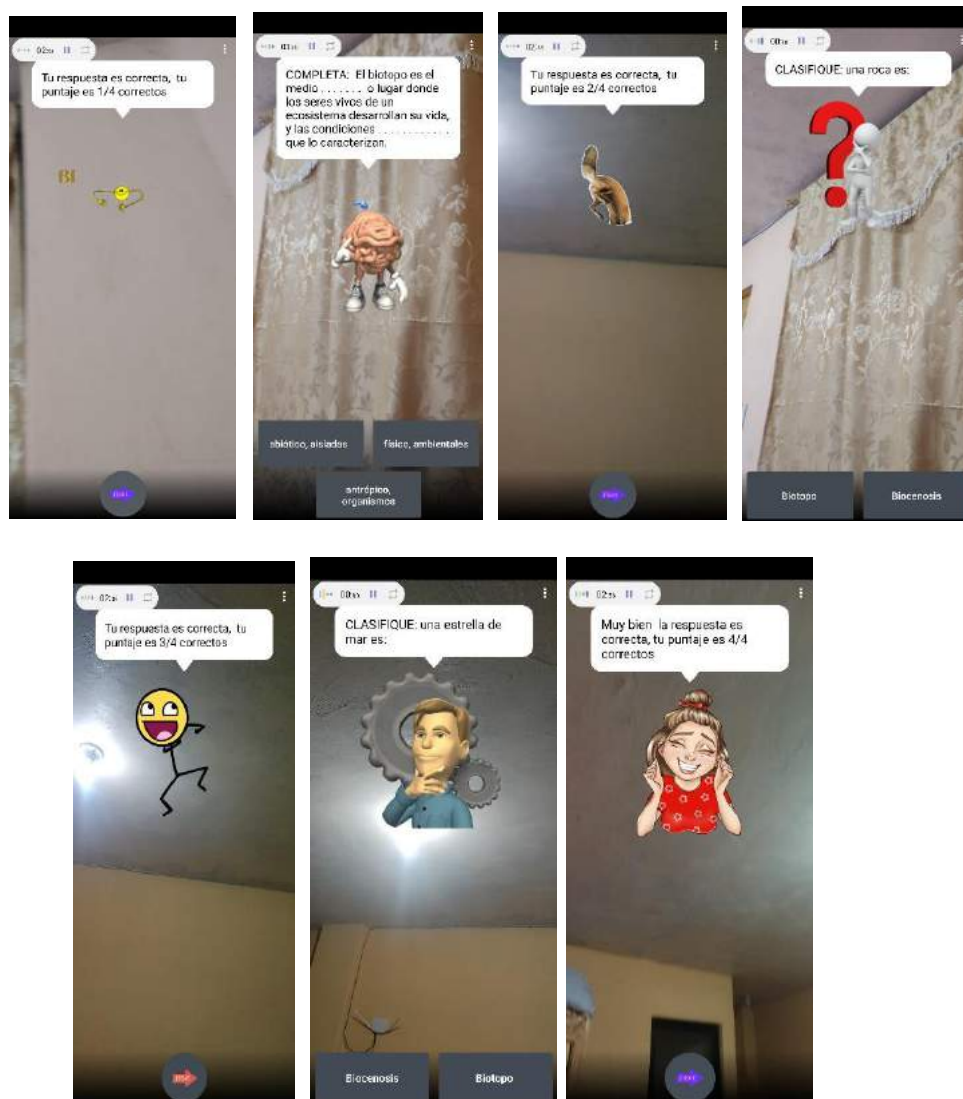 Tu respuesta es correcta, tu
puntaje es 1/4 correctos
COMPLETA: El biotopo es el
medio . . . . . . . o lugar donde
los seres vivos de un
ecosistema desarrollan su vida,
y las condiciones . . . . . . . . . . . .
que lo caracterizan.
abiótico, aisladas
físico, ambientales
antrópico,
organismos
Tu respuesta es correcta, tu
puntaje es 2/4 correctos
CLASIFIQUE: una roca es:
Biotopo
Biocenosis
Tu respuesta es correcta, tu
puntaje es 3/4 correctos
CLASIFIQUE: una estrella de
mar es:
Biocenosis
Biotopo
Muy bien la respuesta es
correcta, tu puntaje es 4/4
correctos